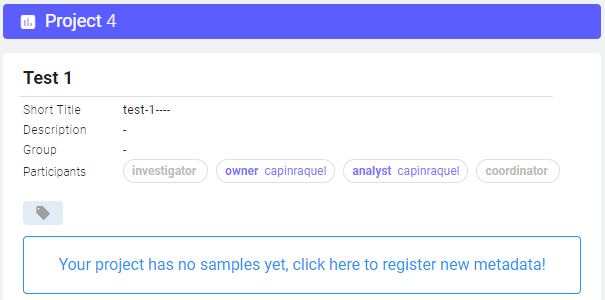 Project 4
Test 1
Short Title test-1----
Description -
Group -
Participants investigator owner capinraquel analyst capinraquel coordinator
Your project has no samples yet, click here to register new metadata!